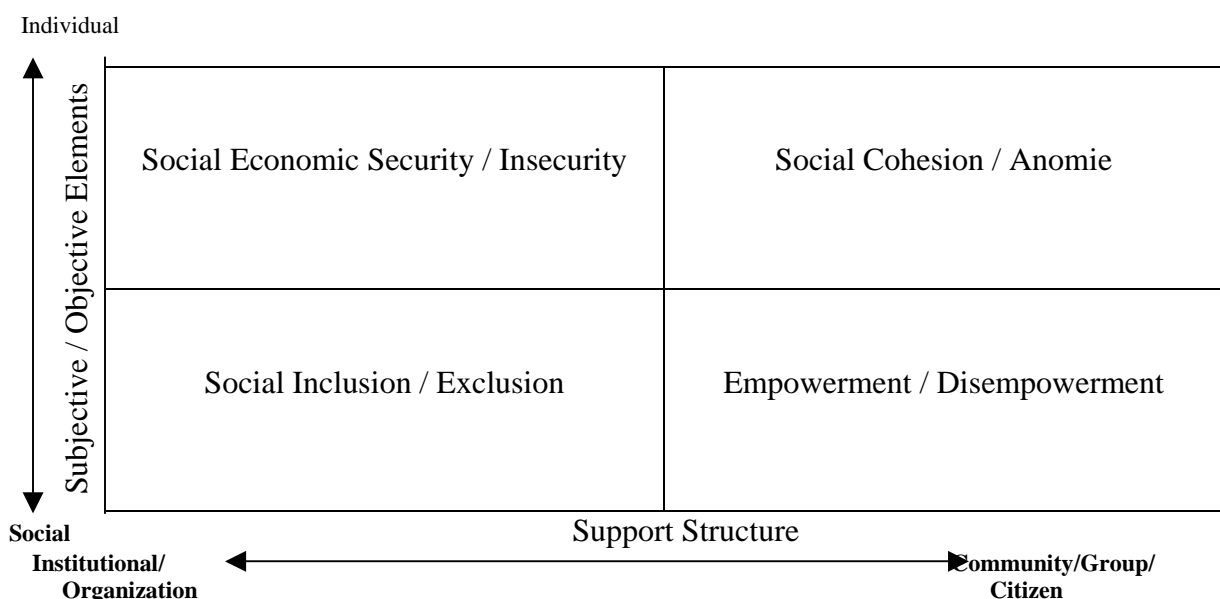 Individual
Subjective / Objective Elements
Social Economic Security / Insecurity
Social Cohesion / Anomie
Social Inclusion / Exclusion
Empowerment / Disempowerment
Social
Support Structure
Institutional/
Organization
Community/Group/
Citizen